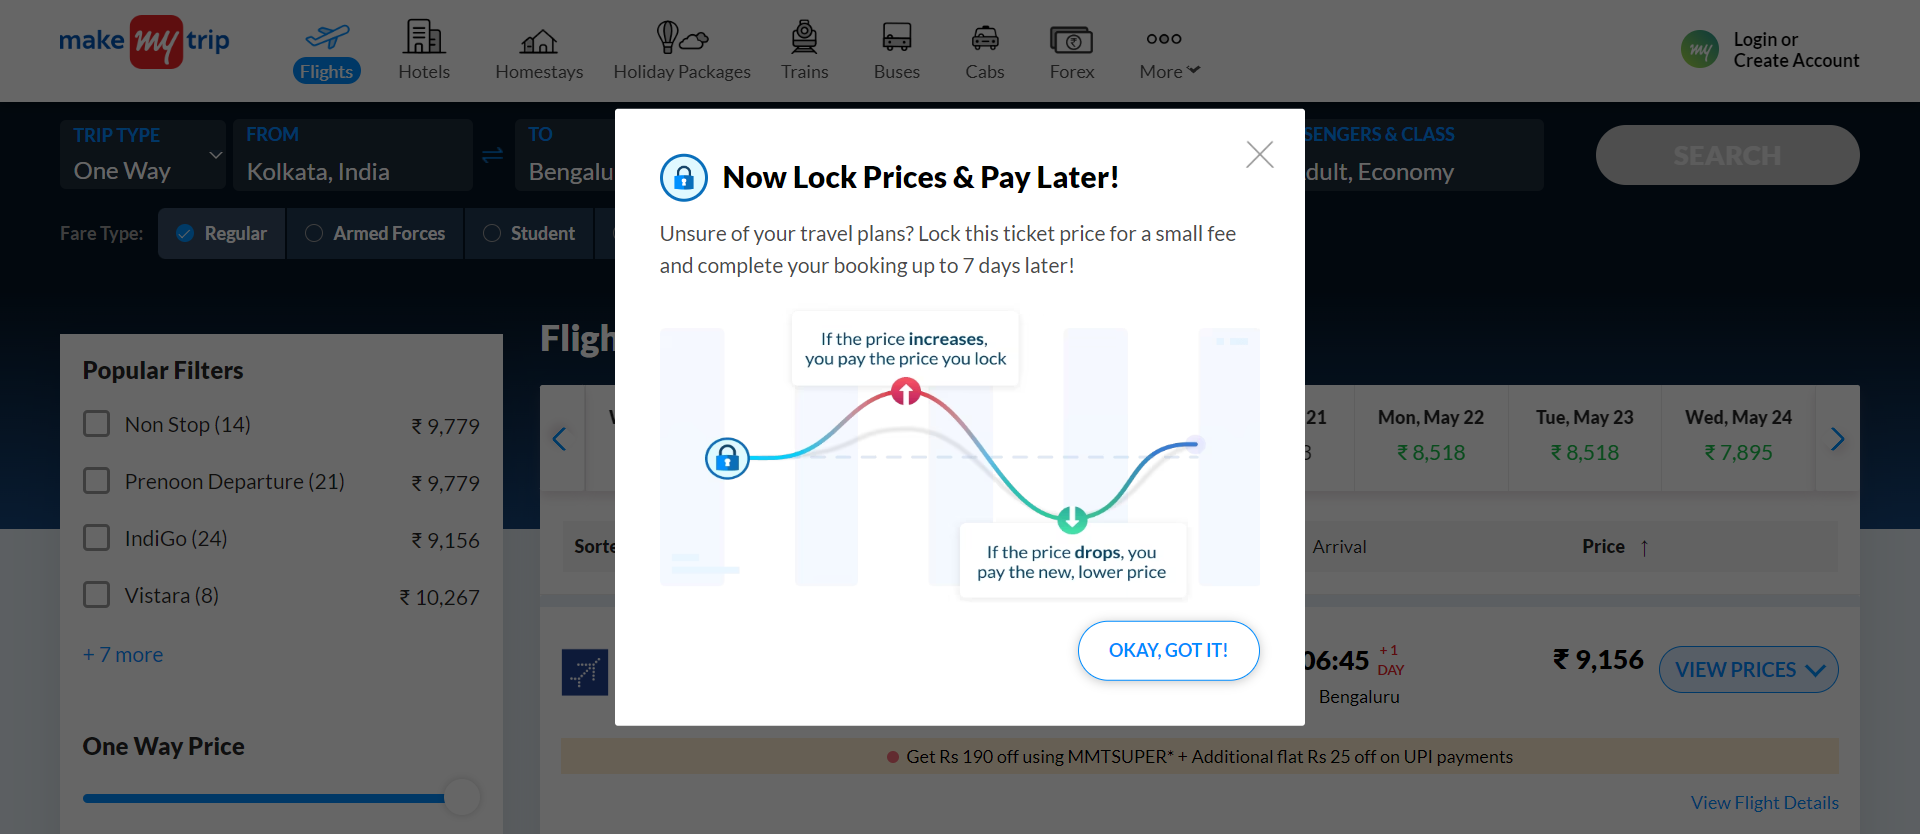 make my trip
Flights
Hotels
Homestays
Holiday Packages
Trains
Buses
Cabs
Forex
More
my
Login or
Create Account
TRIP TYPE
One Way
FROM
Kolkata, India
TO
Bengalu
SENGERS & CLASS
dult, Economy
SEARCH
Fare Type:
Regular
Armed Forces
Student
Now Lock Prices & Pay Later!
Unsure of your travel plans? Lock this ticket price for a small fee
and complete your booking up to 7 days later!
If the price increases,
you pay the price you lock
If the price drops, you
pay the new, lower price
OKAY, GOT IT!
Popular Filters
Non Stop (14) ₹ 9,779
Prenoon Departure (21) ₹ 9,779
IndiGo (24) ₹ 9,156
Vistara (8) ₹ 10,267
+ 7 more
One Way Price
Fligh
21
Mon, May 22
₹ 8,518
Tue, May 23
₹ 8,518
Wed, May 24
₹ 7,895
Sorte
Arrival
Price ↑
06:45 +1
DAY
Bengaluru
₹ 9,156
VIEW PRICES
Get Rs 190 off using MMTSUPER* + Additional flat Rs 25 off on UPI payments
View Flight Details